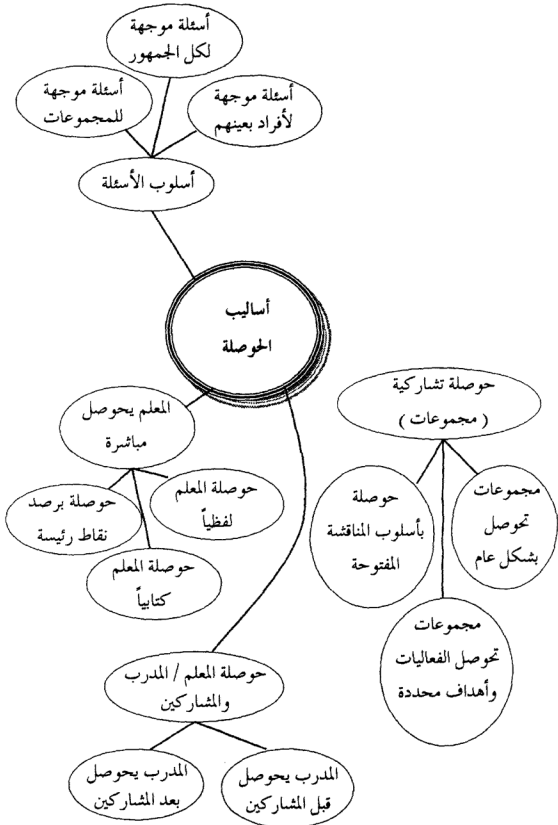 أسئلة موجهة
لكل الجمهور
أسئلة موجهة
لأفراد بعينهم
أسئلة موجهة
للمجموعات
أسلوب الأسئلة
أساليب
الحوصلة
حوصلة تشاركية
( مجموعات )
مجموعات
تحوصل
بشكل عام
حوصلة
بأسلوب المناقشة
المفتوحة
مجموعات
تحوصل الفعاليات
وأهداف محددة
المعلم يحوصل
مباشرة
حوصلة المعلم
لفظياً
حوصلة برصد
نقاط رئيسة
حوصلة المعلم
كتابياً
حوصلة المعلم / المدرب
والمشاركين
المدرب يحوصل
قبل المشاركين
المدرب يحوصل
بعد المشاركين